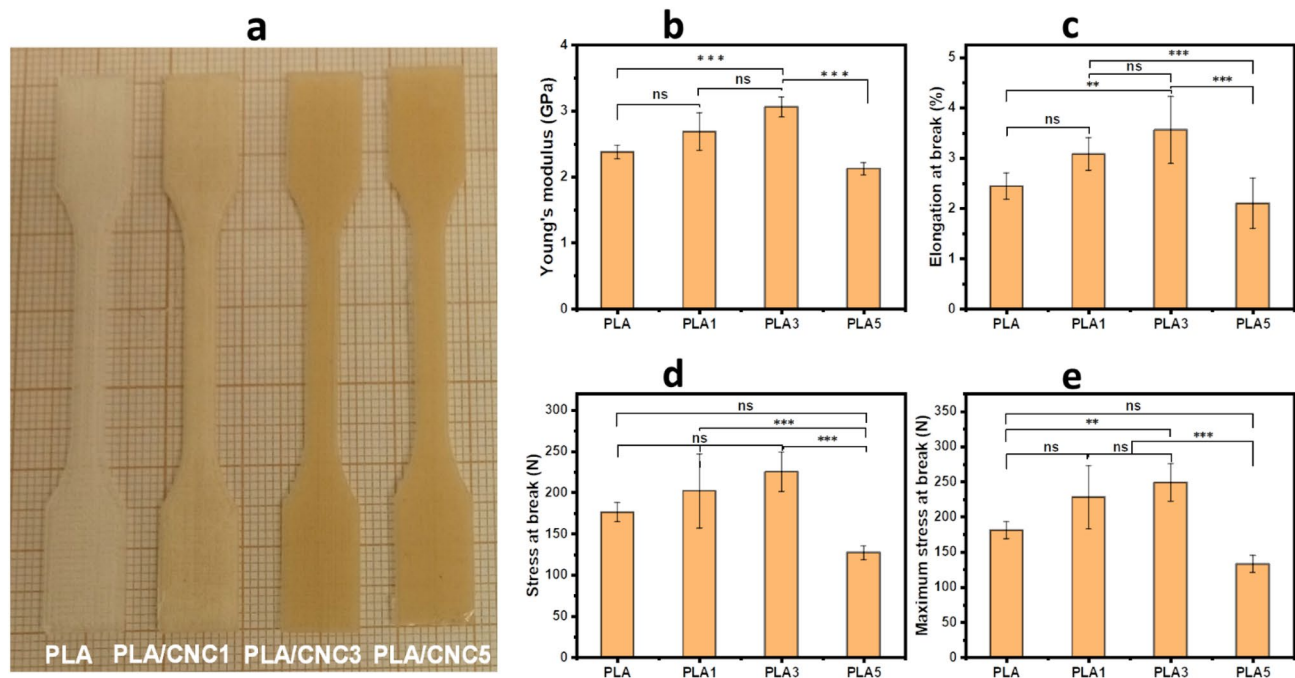 a
PLA PLA/CNC1 PLA/CNC3 PLA/CNC5
b
Young's modulus (GPa)
4
3
2
1
0
***
ns
***
ns
PLA PLA1 PLA3 PLA5
c
Elongation at break (%)
5
4
3
2
1
0
***
ns
**
***
ns
PLA PLA1 PLA3 PLA5
d
Stress at break (N)
300
250
200
150
100
50
0
ns
***
ns
***
PLA PLA1 PLA3 PLA5
e
Maximum stress at break (N)
350
300
250
200
150
100
50
0
ns
**
***
ns
ns
PLA PLA1 PLA3 PLA5